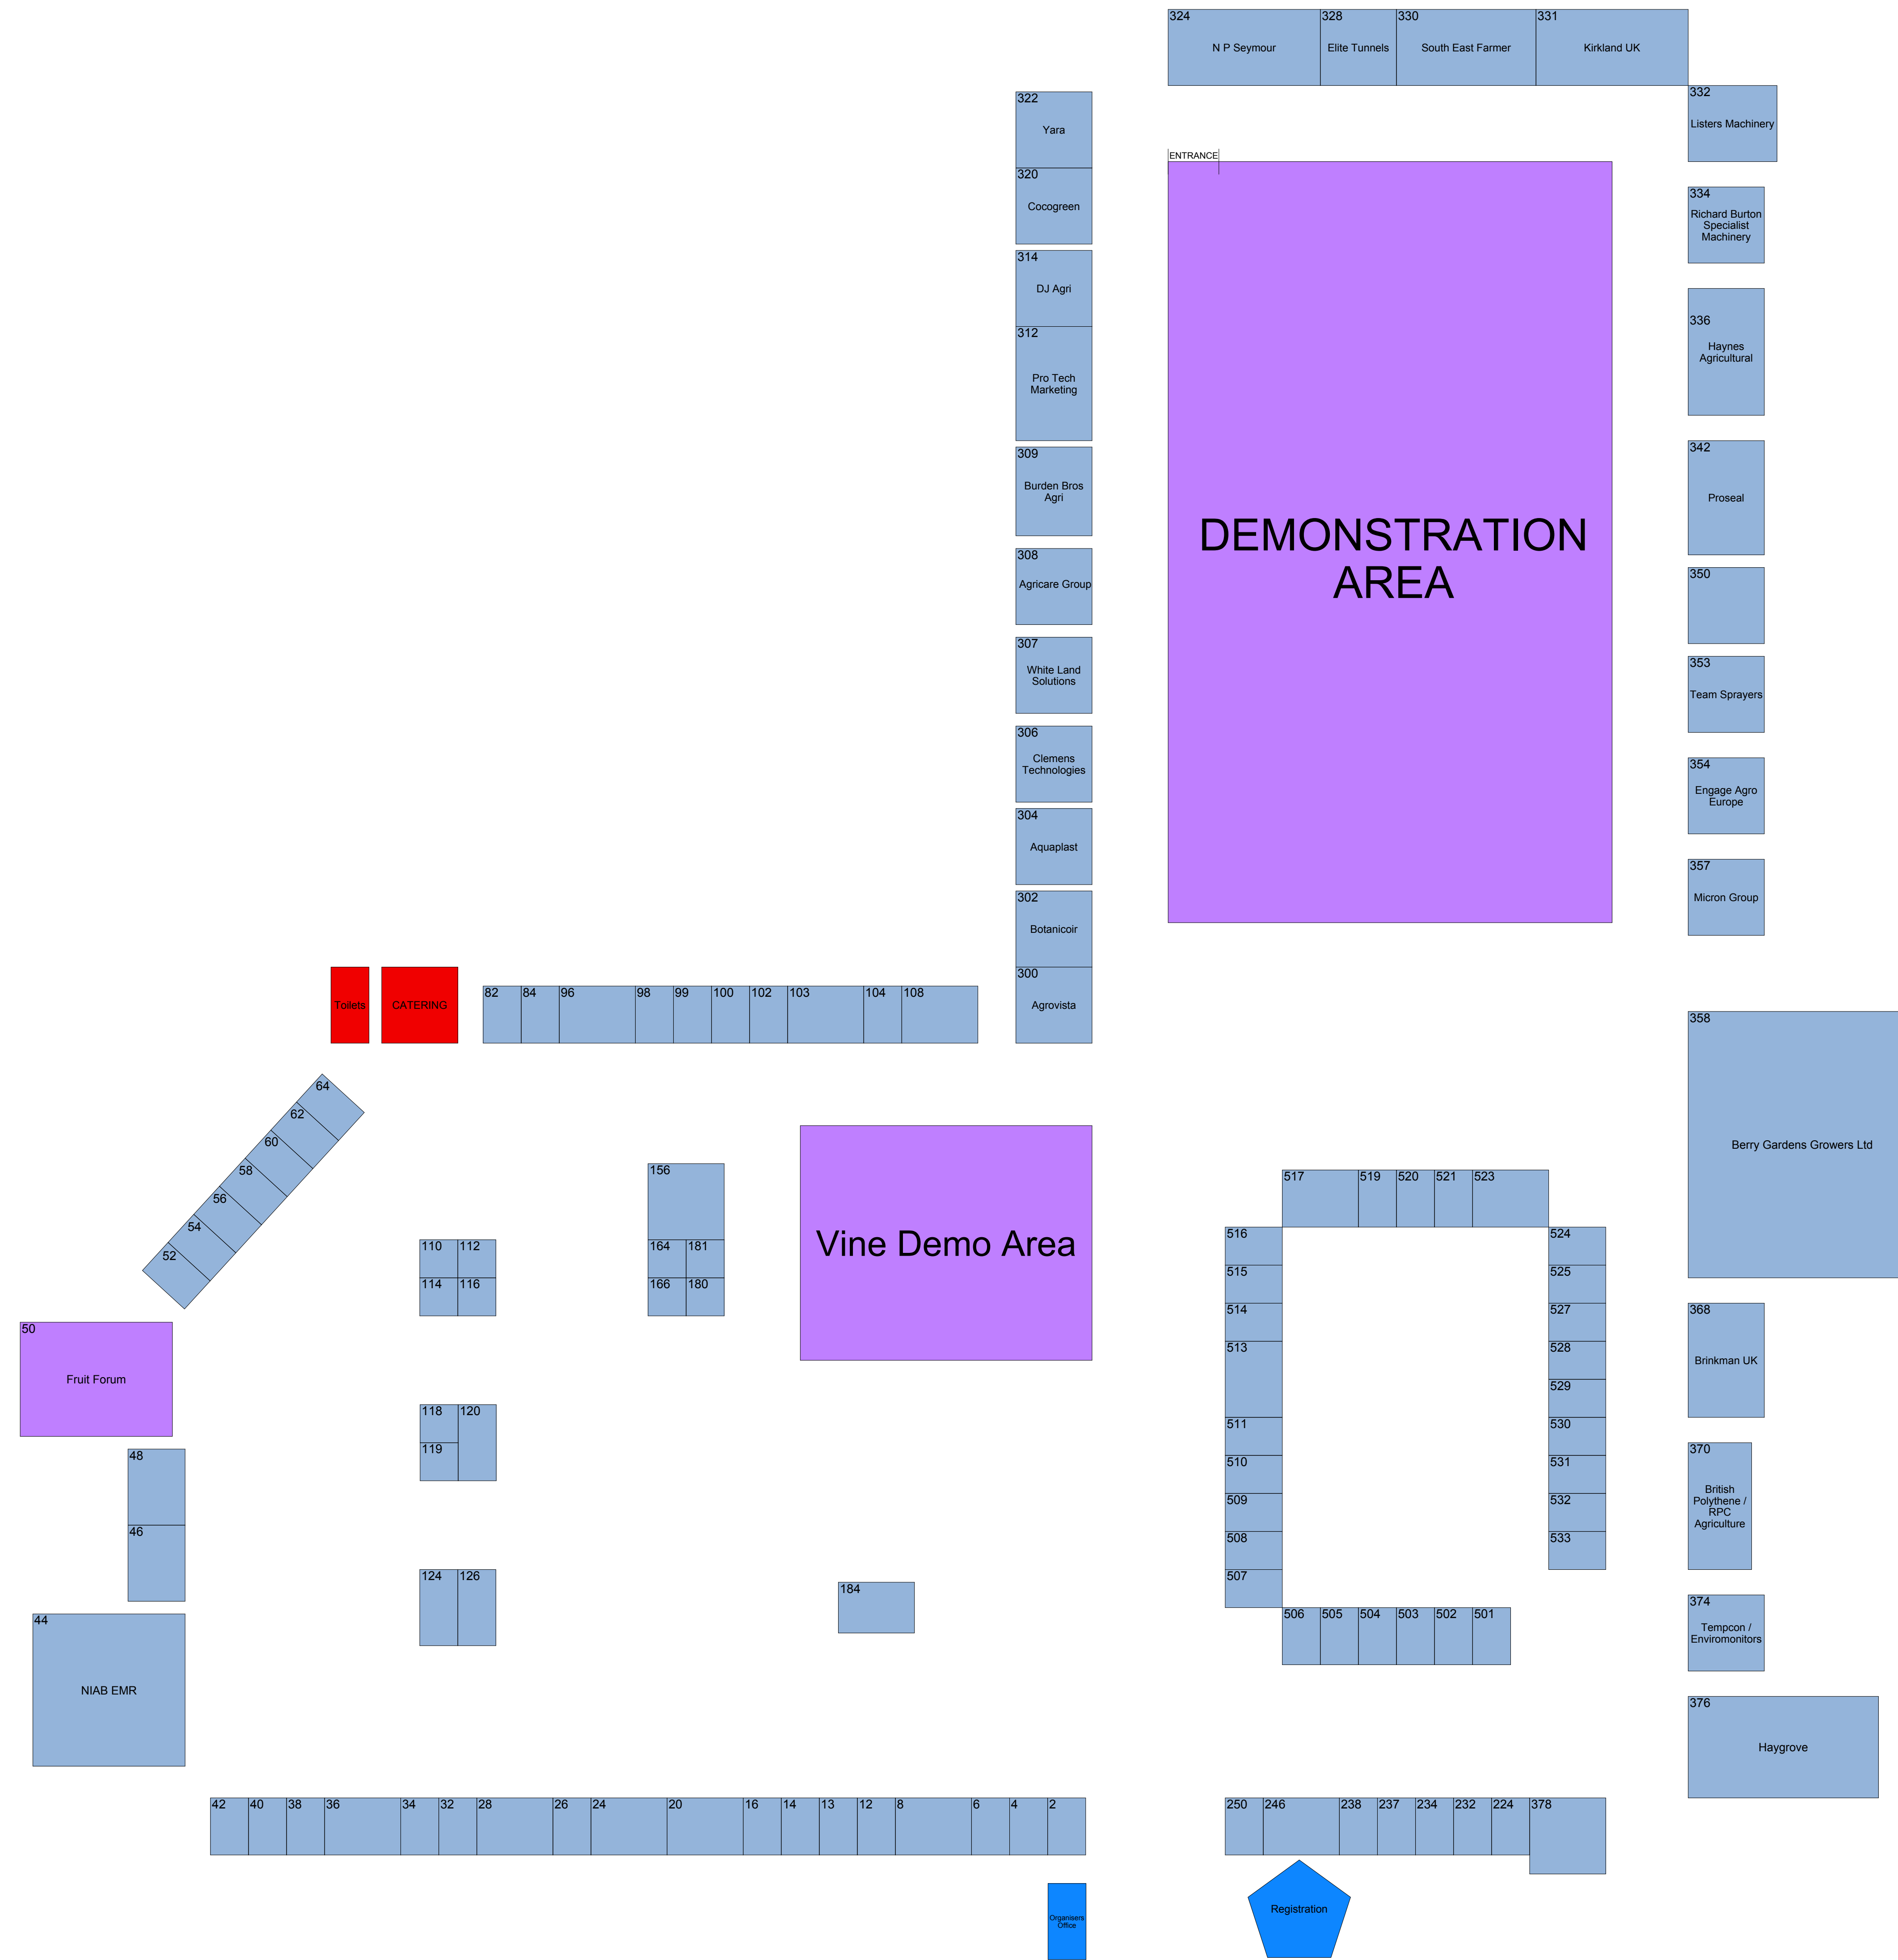 324
328
330
331
N P Seymour
Elite Tunnels
South East Farmer
Kirkland UK
332
Listers Machinery
322
Yara
ENTRANCE
320
Cocogreen
334
Richard Burton
Specialist
Machinery
314
DJ Agri
336
Haynes
Agricultural
312
Pro Tech
Marketing
309
Burden Bros
Agri
342
Proseal
DEMONSTRATION
AREA
308
Agricare Group
350
307
White Land
Solutions
353
Team Sprayers
306
Clemens
Technologies
354
Engage Agro
Europe
304
Aquaplast
357
Micron Group
302
Botanicoir
300
Agrovista
Toilets
CATERING
82
84
96
98
99
100
102
103
104
108
358
Berry Gardens Growers Ltd
64
62
60
58
56
54
52
156
110
112
114
116
164
181
166
180
Vine Demo Area
517
519
520
521
523
516
515
514
513
511
510
509
508
507
524
525
527
528
529
530
531
532
533
506
505
504
503
502
501
50
Fruit Forum
368
Brinkman UK
118
120
119
48
46
370
British
Polythene /
RPC
Agriculture
124
126
184
374
Tempcon /
Enviromonitors
44
NIAB EMR
376
Haygrove
42
40
38
36
34
32
28
26
24
20
16
14
13
12
8
6
4
2
250
246
238
237
234
232
224
378
Organisers
Office
Registration